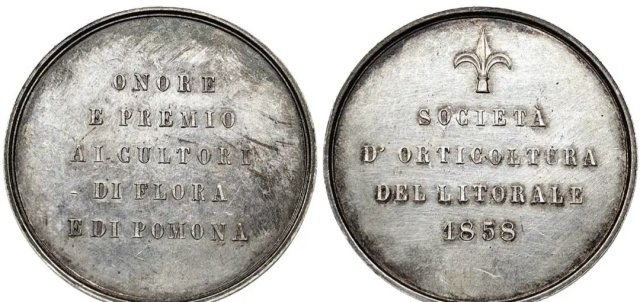 ONORE
E PREMIO
AI CULTORI
DI FLORA
E DI POMONA
SOCIETÀ
D' ORTICOLTURA
DEL LITORALE
1858